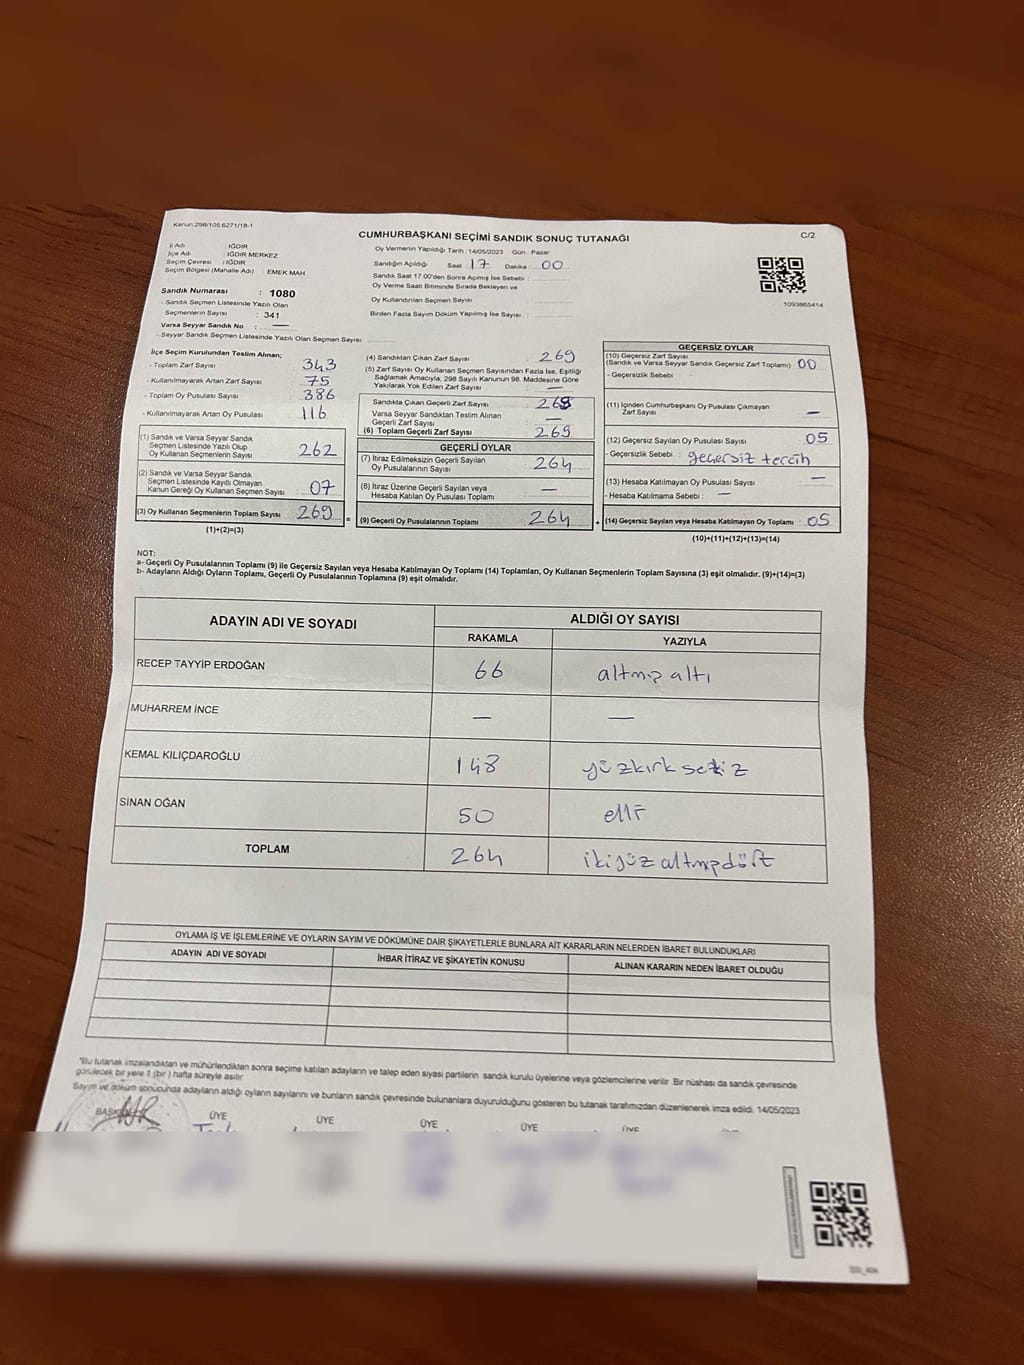 Kanun:298/105.6271/18-1
CUMHURBAŞKANI SEÇİMİ SANDIK SONUÇ TUTANAĞI
C/2
İl Adı : IĞDIR
İlçe Adı : IĞDIR MERKEZ
Seçim Çevresi : IĞDIR
Seçim Bölgesi (Mahalle Adı) : EMEK MAH.
Sandık Numarası : 1080
- Sandık Seçmen Listesinde Yazılı Olan
Seçmenlerin Sayısı : 341
Varsa Seyyar Sandık No : —
- Seyyar Sandık Seçmen Listesinde Yazılı Olan Seçmen Sayısı:
Oy Vermenin Yapıldığı Tarih : 14/05/2023 Gün : Pazar
Sandığın Açıldığı Saat : 17 Dakika : 00
Sandık Saat 17:00'den Sonra Açılmış İse Sebebi :
Oy Verme Saati Bitiminde Sırada Bekleyen ve
Oy Kullandırılan Seçmen Sayısı :
Birden Fazla Sayım Döküm Yapılmış İse Sayısı :
1093865414
İlçe Seçim Kurulundan Teslim Alınan;
- Toplam Zarf Sayısı : 343
- Kullanılmayarak Artan Zarf Sayısı : 75
- Toplam Oy Pusulası Sayısı : 386
- Kullanılmayarak Artan Oy Pusulası : 116
(1) Sandık ve Varsa Seyyar Sandık
Seçmen Listesinde Yazılı Olup
Oy Kullanan Seçmenlerin Sayısı : 262
(2) Sandık ve Varsa Seyyar Sandık
Seçmen Listesinde Kayıtlı Olmayan
Kanun Gereği Oy Kullanan Seçmen Sayısı : 07
(3) Oy Kullanan Seçmenlerin Toplam Sayısı : 269
(1)+(2)=(3)
(4) Sandıktan Çıkan Zarf Sayısı : 269
(5) Zarf Sayısı Oy Kullanan Seçmen Sayısından Fazla İse, Eşitliği
Sağlamak Amacıyla, 298 Sayılı Kanunun 98. Maddesine Göre
Yakılarak Yok Edilen Zarf Sayısı : —
Sandıkta Çıkan Geçerli Zarf Sayısı : 269
Varsa Seyyar Sandıktan Teslim Alınan
Geçerli Zarf Sayısı : —
(6) Toplam Geçerli Zarf Sayısı : 269
GEÇERLİ OYLAR
(7) İtiraz Edilmeksizin Geçerli Sayılan
Oy Pusulalarının Sayısı : 264
(8) İtiraz Üzerine Geçerli Sayılan veya
Hesaba Katılan Oy Pusulası Toplamı : —
= (9) Geçerli Oy Pusulalarının Toplamı : 264
GEÇERSİZ OYLAR
(10) Geçersiz Zarf Sayısı
(Sandık ve Varsa Seyyar Sandık Geçersiz Zarf Toplamı) : 00
- Geçersizlik Sebebi :
(11) İçinden Cumhurbaşkanı Oy Pusulası Çıkmayan
Zarf Sayısı : —
(12) Geçersiz Sayılan Oy Pusulası Sayısı : 05
- Geçersizlik Sebebi : geçersiz tercih
(13) Hesaba Katılmayan Oy Pusulası Sayısı : —
- Hesaba Katılmama Sebebi : —
+ (14) Geçersiz Sayılan veya Hesaba Katılmayan Oy Toplamı : 05
(10)+(11)+(12)+(13)=(14)
NOT:
a- Geçerli Oy Pusulalarının Toplamı (9) ile Geçersiz Sayılan veya Hesaba Katılmayan Oy Toplamı (14) Toplamları, Oy Kullanan Seçmenlerin Toplam Sayısına (3) eşit olmalıdır. (9)+(14)=(3)
b- Adayların Aldığı Oyların Toplamı, Geçerli Oy Pusulalarının Toplamına (9) eşit olmalıdır.
ADAYIN ADI VE SOYADI ALDIĞI OY SAYISI
RAKAMLA YAZIYLA
RECEP TAYYİP ERDOĞAN 66 altmış altı
MUHARREM İNCE — —
KEMAL KILIÇDAROĞLU 148 yüzkırk sekiz
SİNAN OĞAN 50 elli
TOPLAM 264 ikiyüz altmışdört
OYLAMA İŞ VE İŞLEMLERİNE VE OYLARIN SAYIM VE DÖKÜMÜNE DAİR ŞİKAYETLERLE BUNLARA AİT KARARLARIN NELERDEN İBARET BULUNDUKLARI
ADAYIN ADI VE SOYADI İHBAR İTİRAZ VE ŞİKAYETİN KONUSU ALINAN KARARIN NEDEN İBARET OLDUĞU
*Bu tutanak imzalandıktan ve mühürlendikten sonra seçime katılan adayların ve talep eden siyasi partilerin sandık kurulu üyelerine veya gözlemcilerine verilir. Bir nüshası da sandık çevresinde
görülecek bir yere 1 (bir) hafta süreyle asılır.
Sayım ve döküm sonucunda adayların aldığı oyların sayılarını ve bunların sandık çevresinde bulunanlara duyurulduğunu gösteren bu tutanak tarafımızdan düzenlenerek imza edildi. 14/05/2023
BAŞKAN ÜYE ÜYE ÜYE ÜYE ÜYE